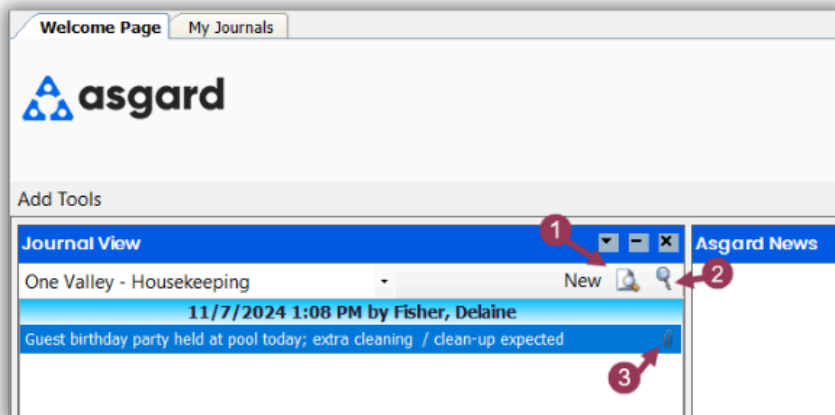 Welcome Page My Journals
asgard
Add Tools
1
Journal View Asgard News
One Valley - Housekeeping New 2
11/7/2024 1:08 PM by Fisher, Delaine
Guest birthday party held at pool today; extra cleaning / clean-up expected
3